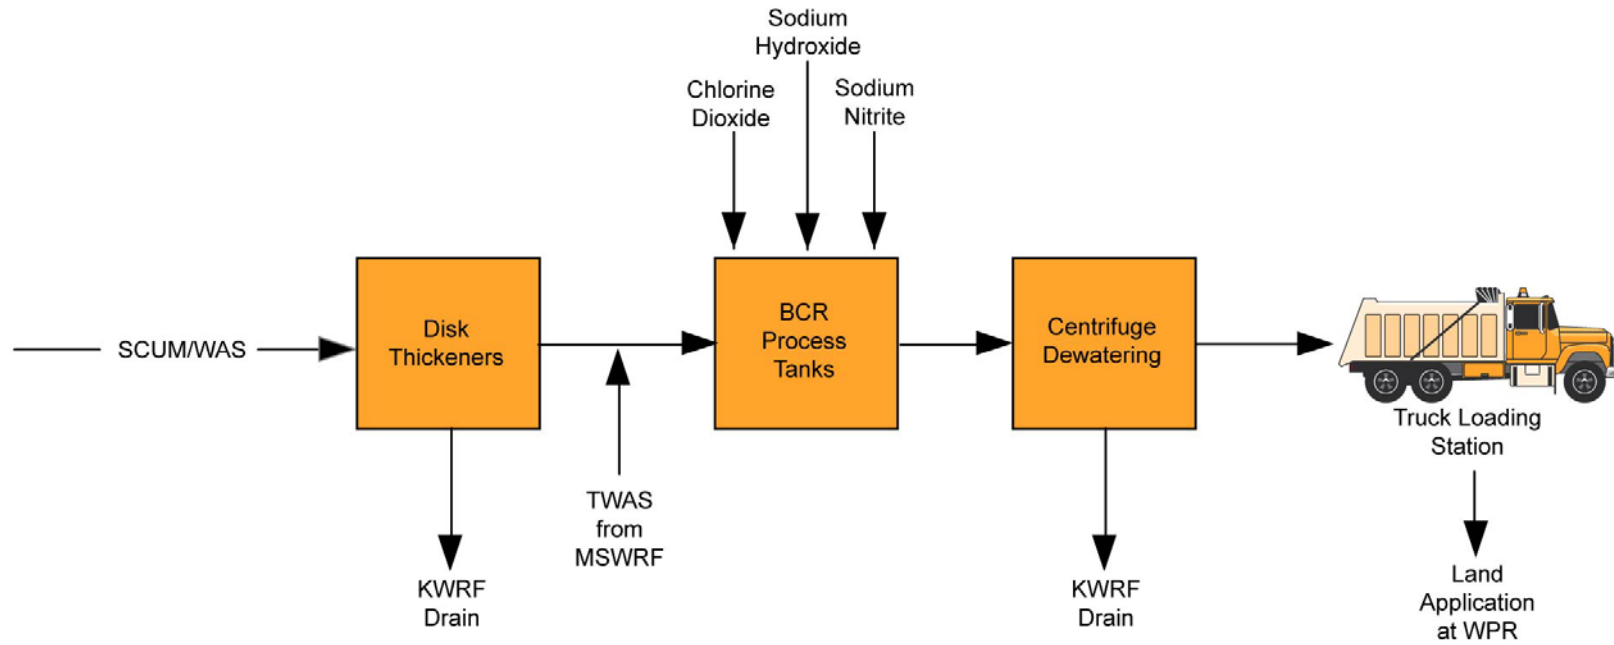 Sodium
Hydroxide
Chlorine
Dioxide
Sodium
Nitrite
SCUM/WAS
Disk
Thickeners
BCR
Process
Tanks
Centrifuge
Dewatering
Truck Loading
Station
TWAS
from
MSWRF
KWRF
Drain
KWRF
Drain
Land
Application
at WPR